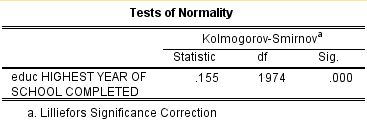 Tests of Normality
Kolmogorov-Smirnovᵃ
Statistic df Sig.
educ HIGHEST YEAR OF SCHOOL COMPLETED .155 1974 .000
a. Lilliefors Significance Correction